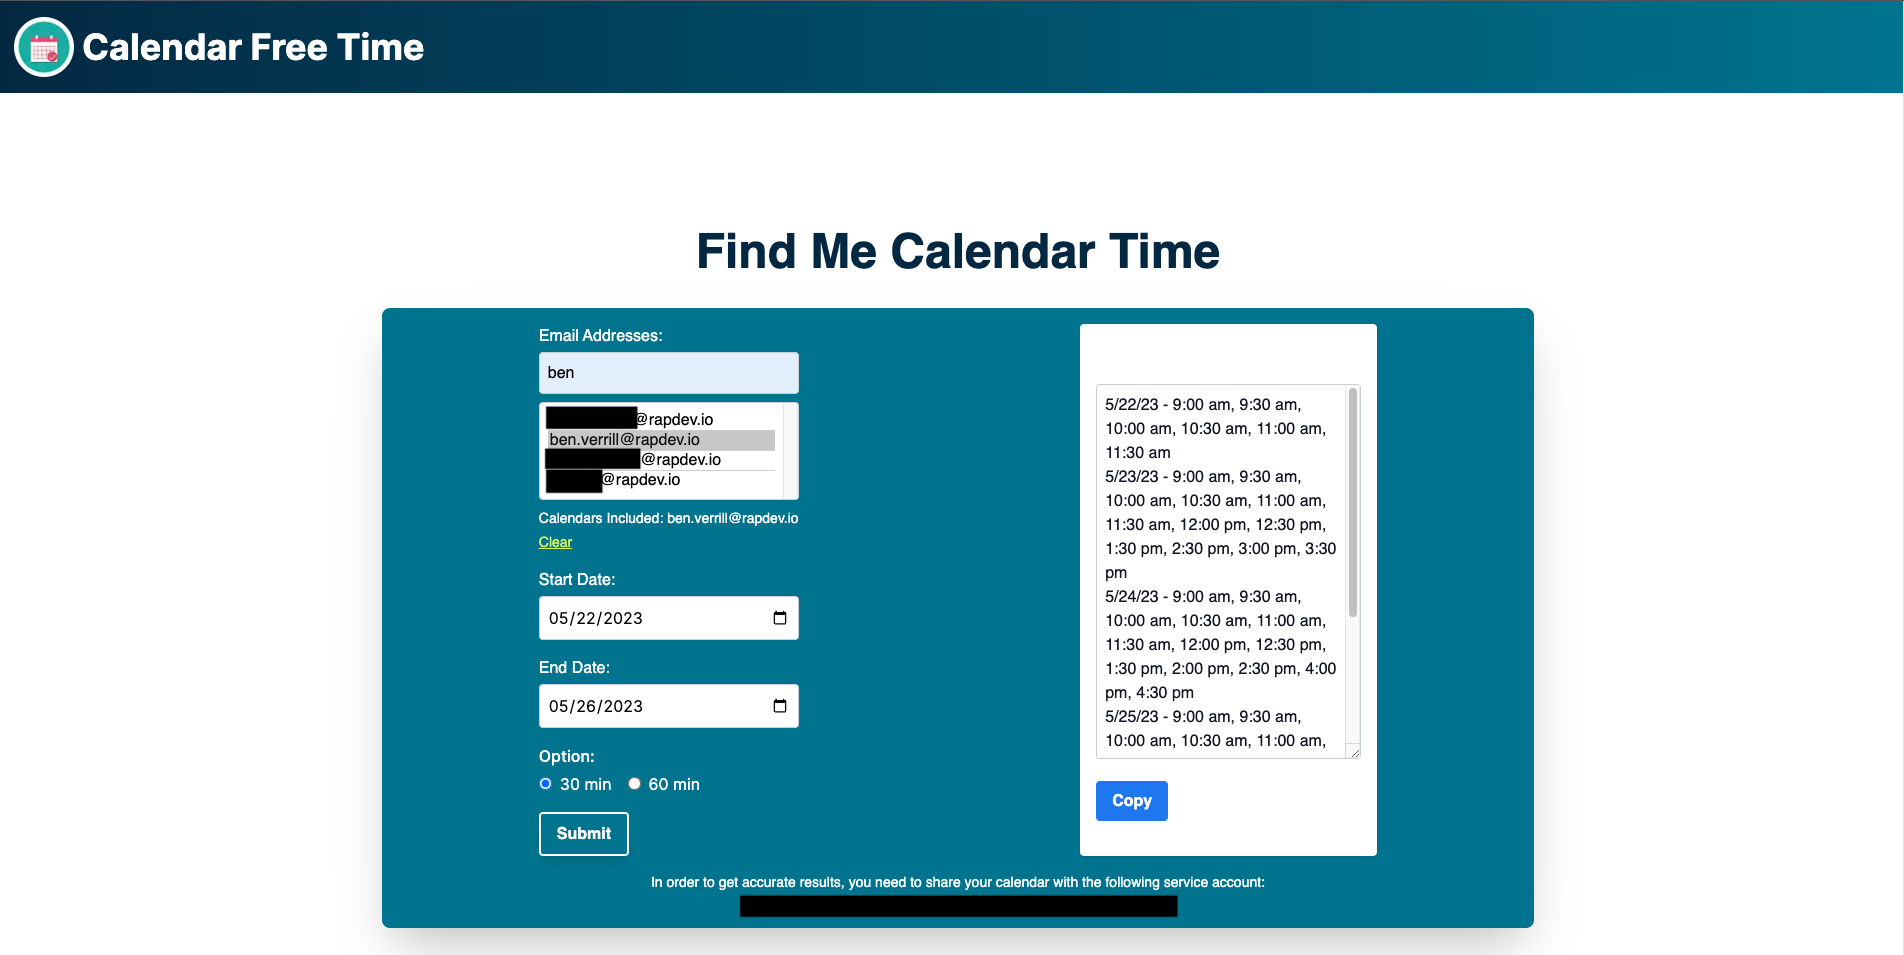 Calendar Free Time
Find Me Calendar Time
Email Addresses:
ben
@rapdev.io
ben.verrill@rapdev.io
@rapdev.io
@rapdev.io
Calendars Included: ben.verrill@rapdev.io
Clear
Start Date:
05/22/2023
End Date:
05/26/2023
Option:
30 min 60 min
Submit
5/22/23 - 9:00 am, 9:30 am,
10:00 am, 10:30 am, 11:00 am,
11:30 am
5/23/23 - 9:00 am, 9:30 am,
10:00 am, 10:30 am, 11:00 am,
11:30 am, 12:00 pm, 12:30 pm,
1:30 pm, 2:30 pm, 3:00 pm, 3:30
pm
5/24/23 - 9:00 am, 9:30 am,
10:00 am, 10:30 am, 11:00 am,
11:30 am, 12:00 pm, 12:30 pm,
1:30 pm, 2:00 pm, 2:30 pm, 4:00
pm, 4:30 pm
5/25/23 - 9:00 am, 9:30 am,
10:00 am, 10:30 am, 11:00 am,
Copy
In order to get accurate results, you need to share your calendar with the following service account: